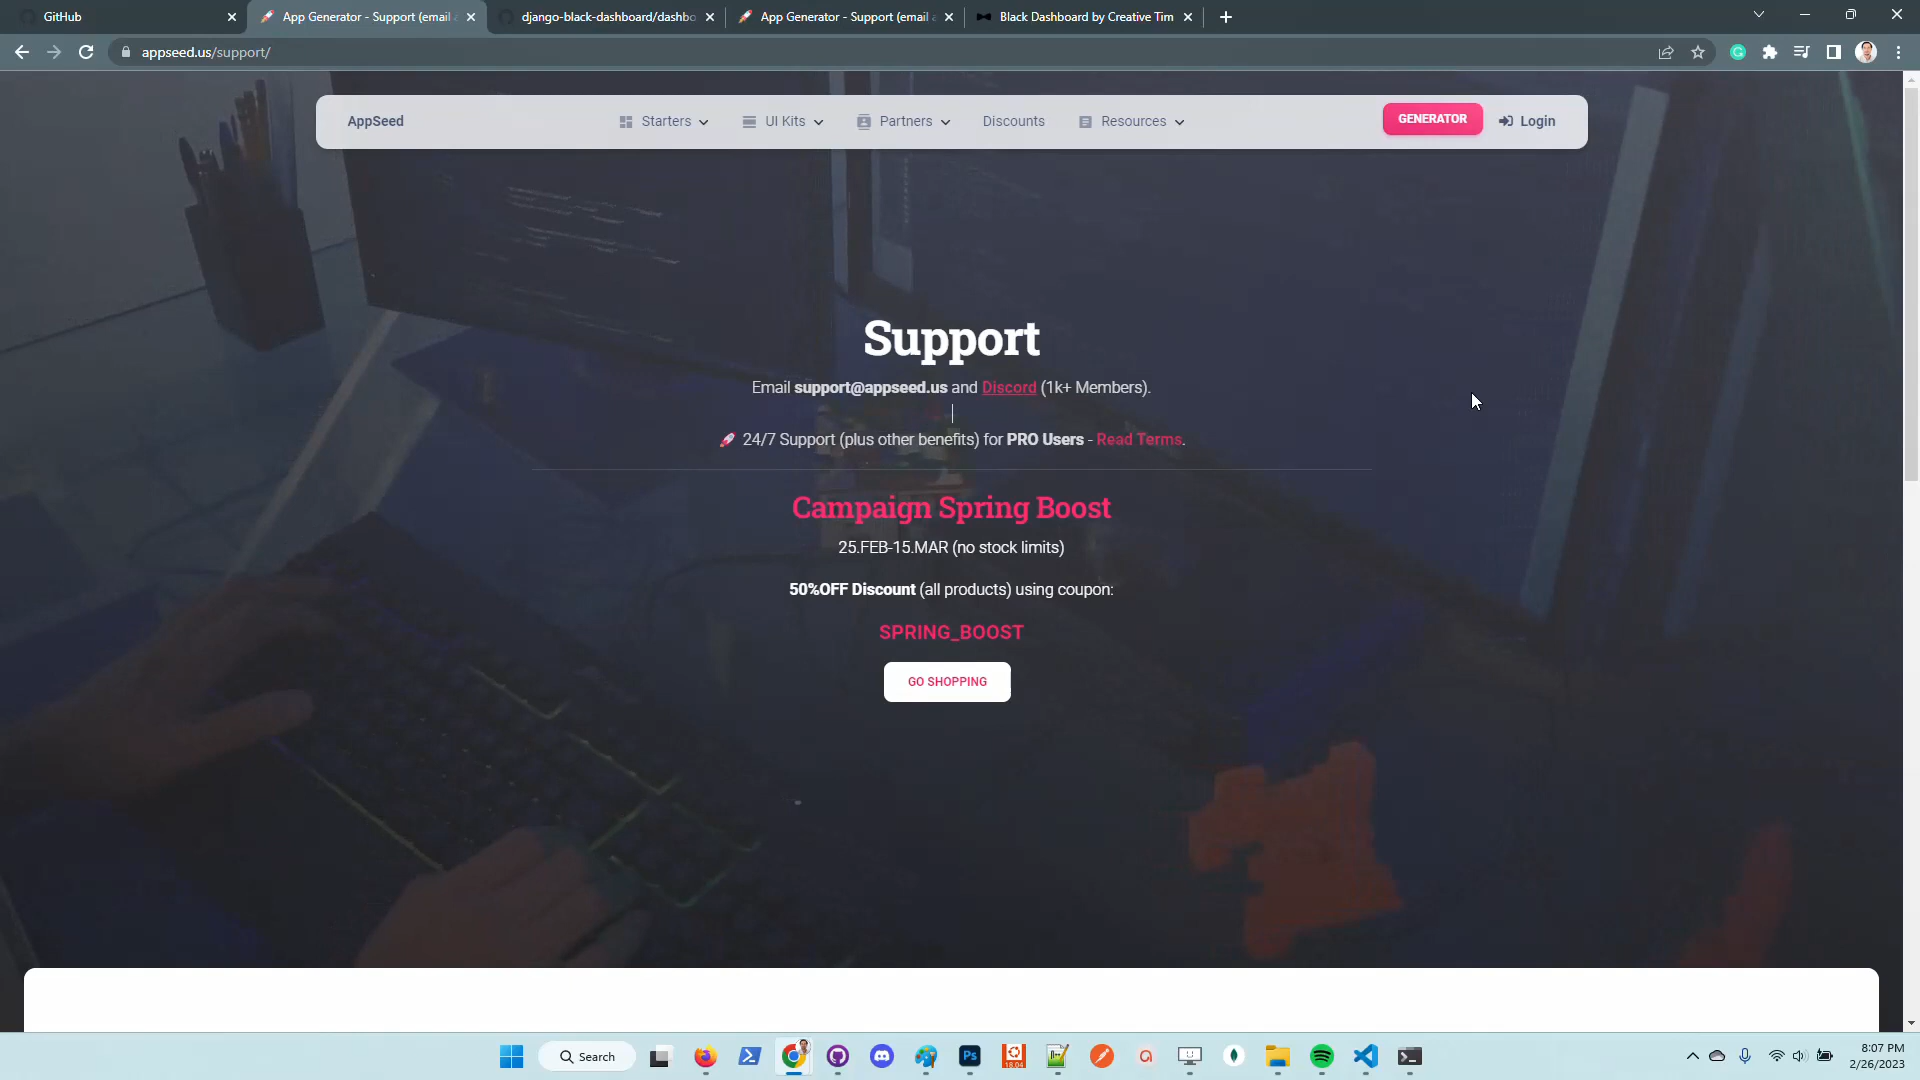 GitHub
App Generator - Support (email
django-black-dashboard/dashbo
App Generator - Support (email a
Black Dashboard by Creative Tim
appseed.us/support/
AppSeed
Starters
UI Kits
Partners
Discounts
Resources
GENERATOR
Login
Support
Email support@appseed.us and Discord (1k+ Members).
24/7 Support (plus other benefits) for PRO Users - Read Terms.
Campaign Spring Boost
25.FEB-15.MAR (no stock limits)
50%OFF Discount (all products) using coupon:
SPRING_BOOST
GO SHOPPING
Search
Ps
18.04
8:07 PM
2/26/2023